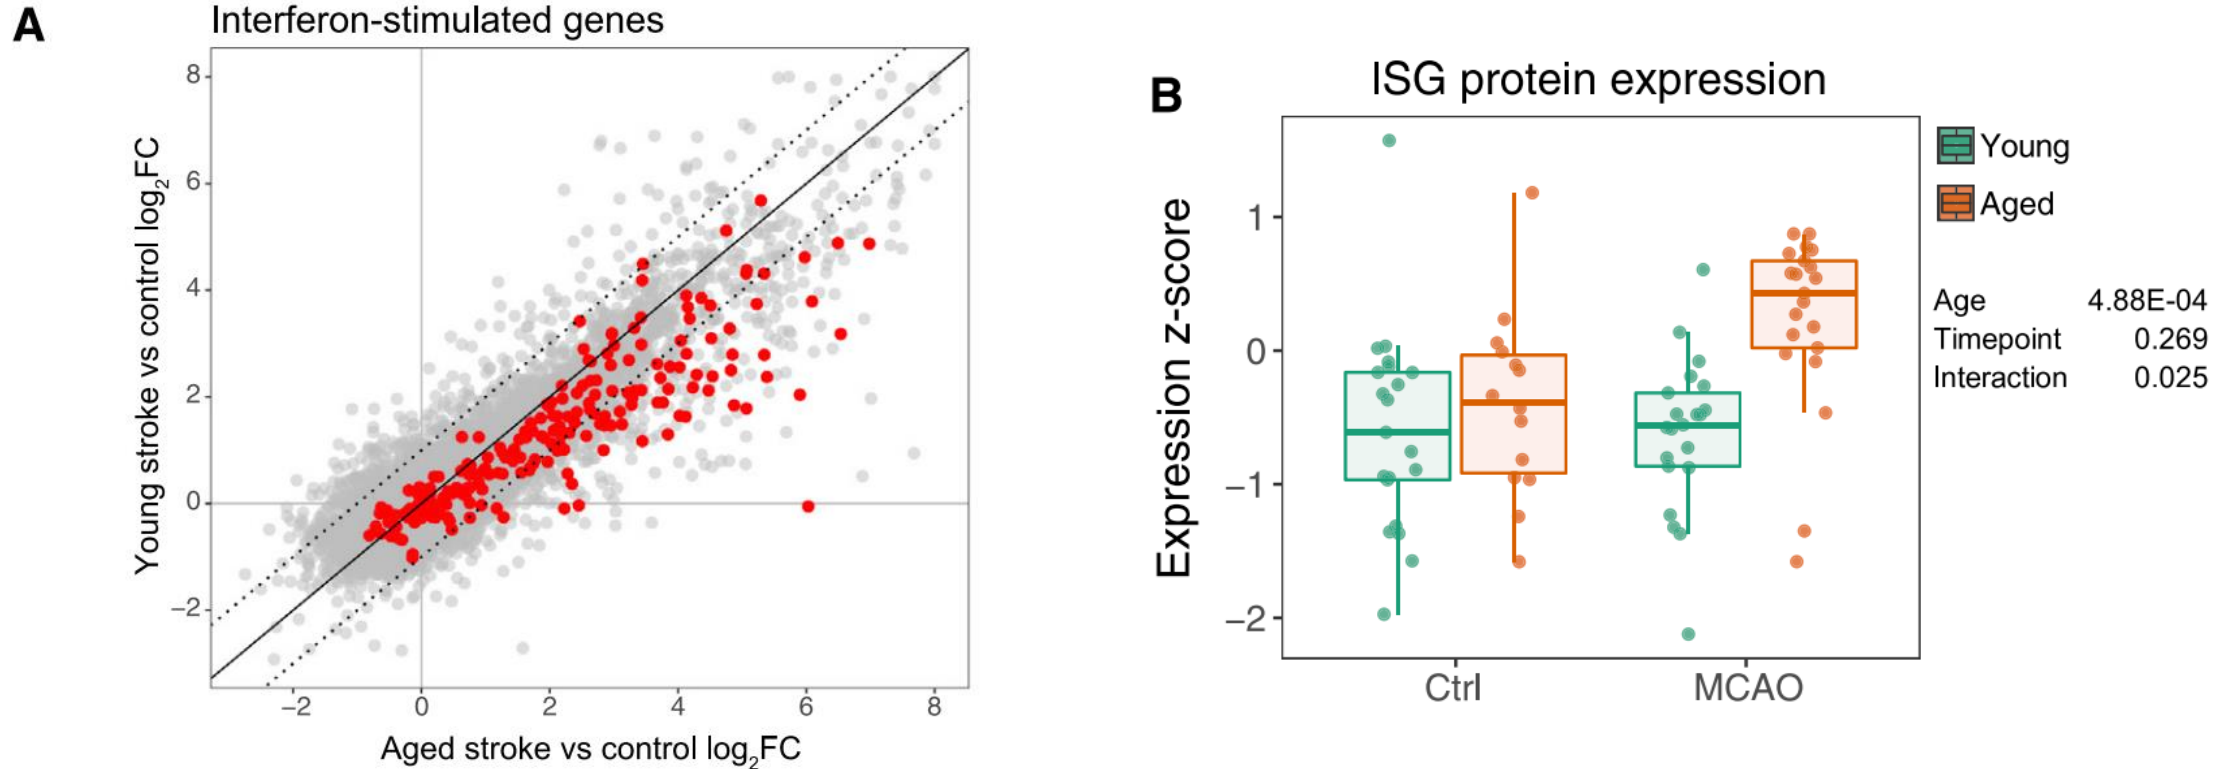 A
Interferon-stimulated genes
Young stroke vs control log2FC
8
6
4
2
0
−2
−2 0 2 4 6 8
Aged stroke vs control log2FC
B
ISG protein expression
Expression z-score
1
0
−1
−2
Ctrl MCAO
Young
Aged
Age 4.88E-04
Timepoint 0.269
Interaction 0.025